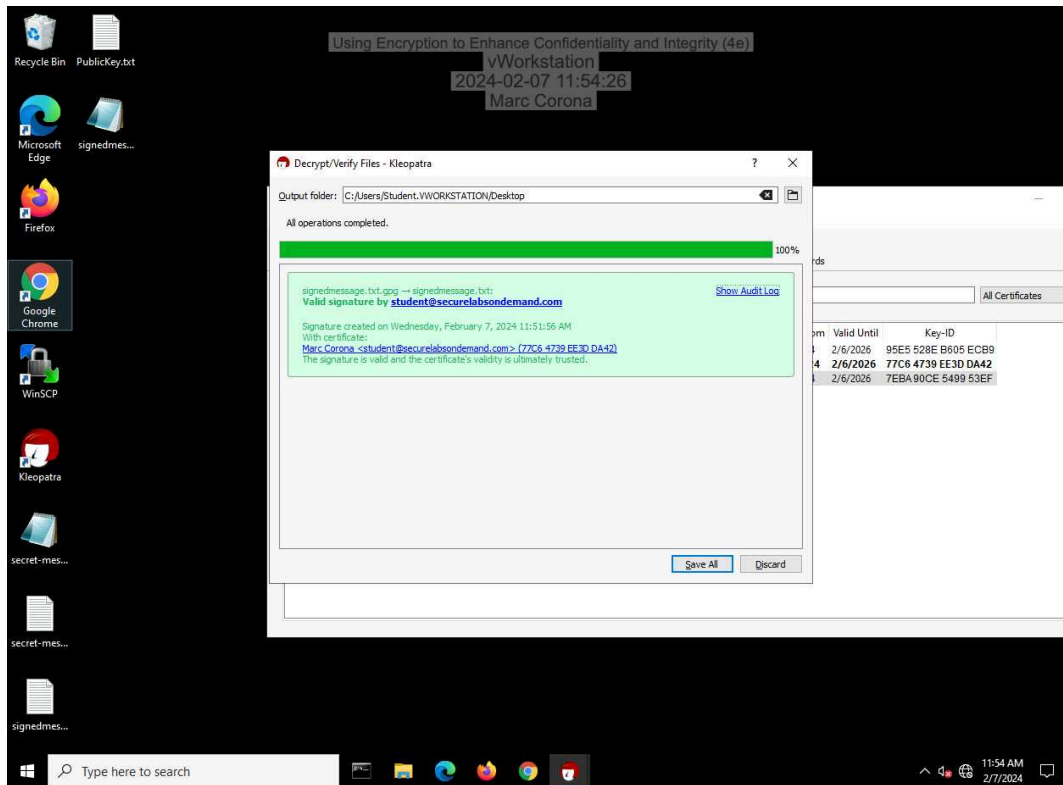 Recycle Bin
PublicKey.txt
Using Encryption to Enhance Confidentiality and Integrity (4e)
vWorkstation
2024-02-07 11:54:26
Marc Corona
Microsoft
Edge
signedmes...
Firefox
Google
Chrome
WinSCP
Kleopatra
secret-mes...
secret-mes...
signedmes...
Decrypt/Verify Files - Kleopatra
?
Output folder: C:/Users/Student.VWORKSTATION/Desktop
All operations completed.
100%
signedmessage.txt.gpg → signedmessage.txt:
Show Audit Log
Valid signature by student@securelabsondemand.com
Signature created on Wednesday, February 7, 2024 11:51:56 AM
With certificate:
Marc Corona <student@securelabsondemand.com> (77C6 4739 EE3D DA42)
The signature is valid and the certificate's validity is ultimately trusted.
Save All
Discard
rds
All Certificates
om Valid Until Key-ID
4 2/6/2026 95E5 528E B605 ECB9
24 2/6/2026 77C6 4739 EE3D DA42
4 2/6/2026 7EBA 90CE 5499 53EF
Type here to search
11:54 AM
2/7/2024